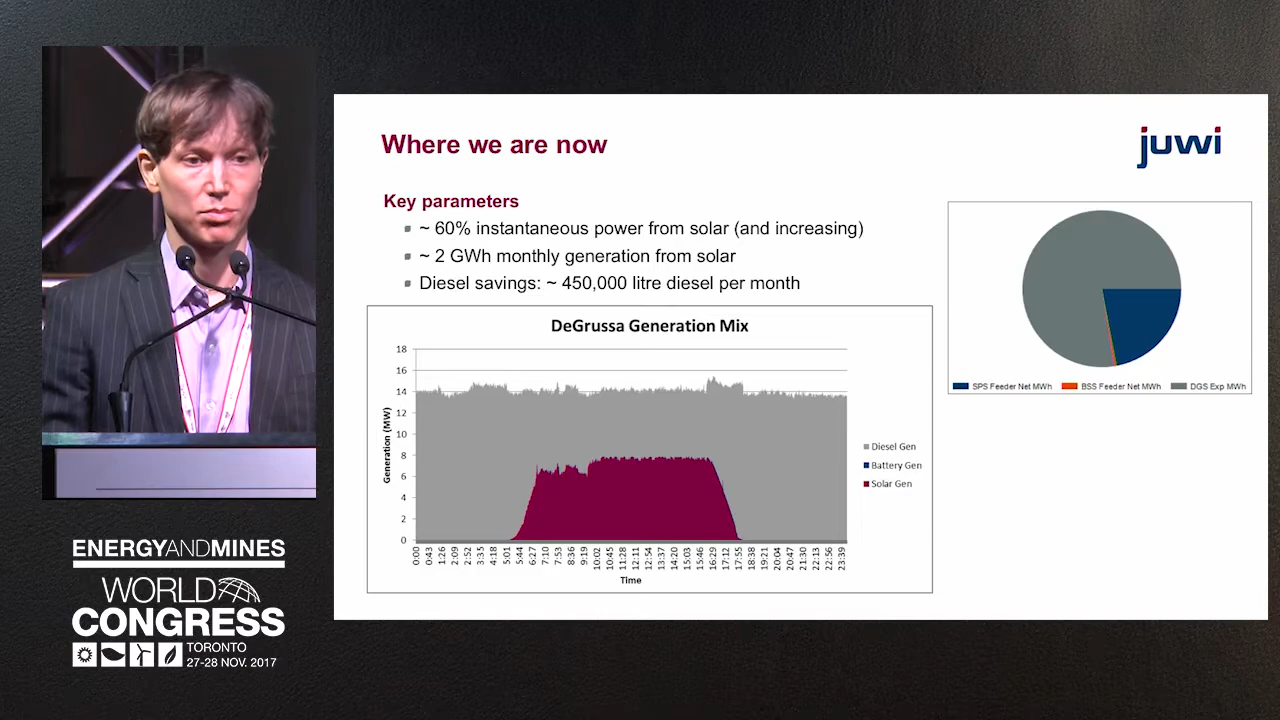 Where we are now
juwi
Key parameters
~ 60% instantaneous power from solar (and increasing)
~ 2 GWh monthly generation from solar
Diesel savings: ~ 450,000 litre diesel per month
DeGrussa Generation Mix
18
16
14
12
10
8
6
4
2
0
Generation (MW)
0:00 0:43 1:26 2:09 2:52 3:35 4:18 5:01 5:44 6:27 7:10 7:53 8:36 9:19 10:02 10:45 11:28 12:11 12:54 13:37 14:20 15:03 15:46 16:29 17:12 17:55 18:38 19:21 20:04 20:47 21:30 22:13 22:56 23:39
Time
Diesel Gen
Battery Gen
Solar Gen
SPS Feeder Net MWh BSS Feeder Net MWh DGS Exp MWh
ENERGYANDMINES
WORLD
CONGRESS
TORONTO
27-28 NOV. 2017